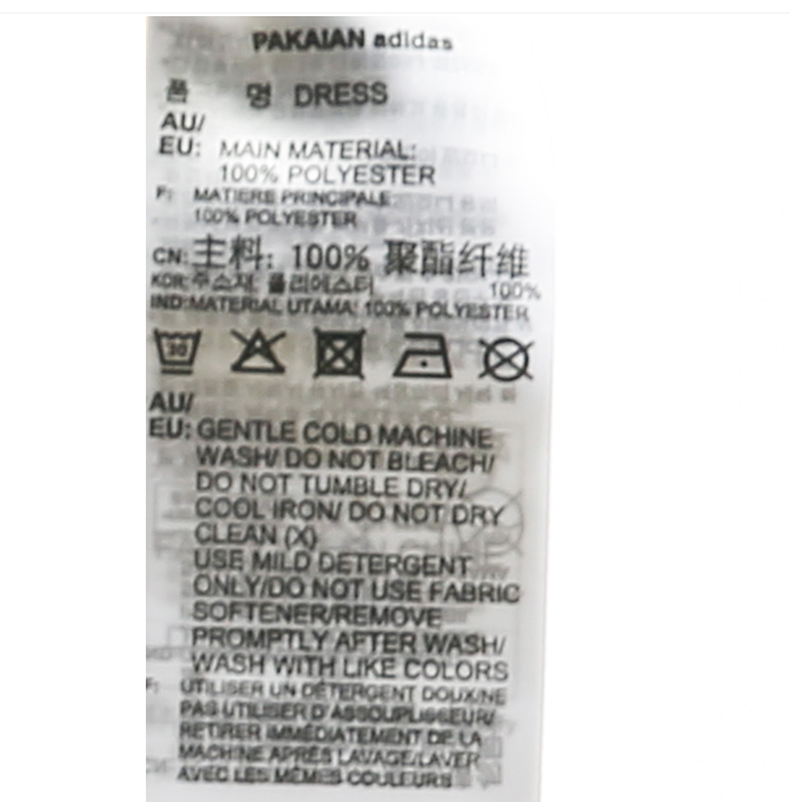 PAKAIAN adidas
품 명 DRESS
AU/
EU: MAIN MATERIAL:
100% POLYESTER
F: MATIERE PRINCIPALE
100% POLYESTER
CN: 主料: 100% 聚酯纤维
KOR:주소재: 폴리에스터 100%
IND:MATERIAL UTAMA: 100% POLYESTER
30
AU/
EU: GENTLE COLD MACHINE
WASH/ DO NOT BLEACH/
DO NOT TUMBLE DRY/
COOL IRON/ DO NOT DRY
CLEAN (X)
USE MILD DETERGENT
ONLY/DO NOT USE FABRIC
SOFTENER/REMOVE
PROMPTLY AFTER WASH/
WASH WITH LIKE COLORS
F: UTILISER UN DÉTERGENT DOUX/NE
PAS UTILISER D'ASSOUPLISSEUR/
RETIRER IMMÉDIATEMENT DE LA
MACHINE APRÈS LAVAGE/LAVER
AVEC LES MÊMES COULEURS